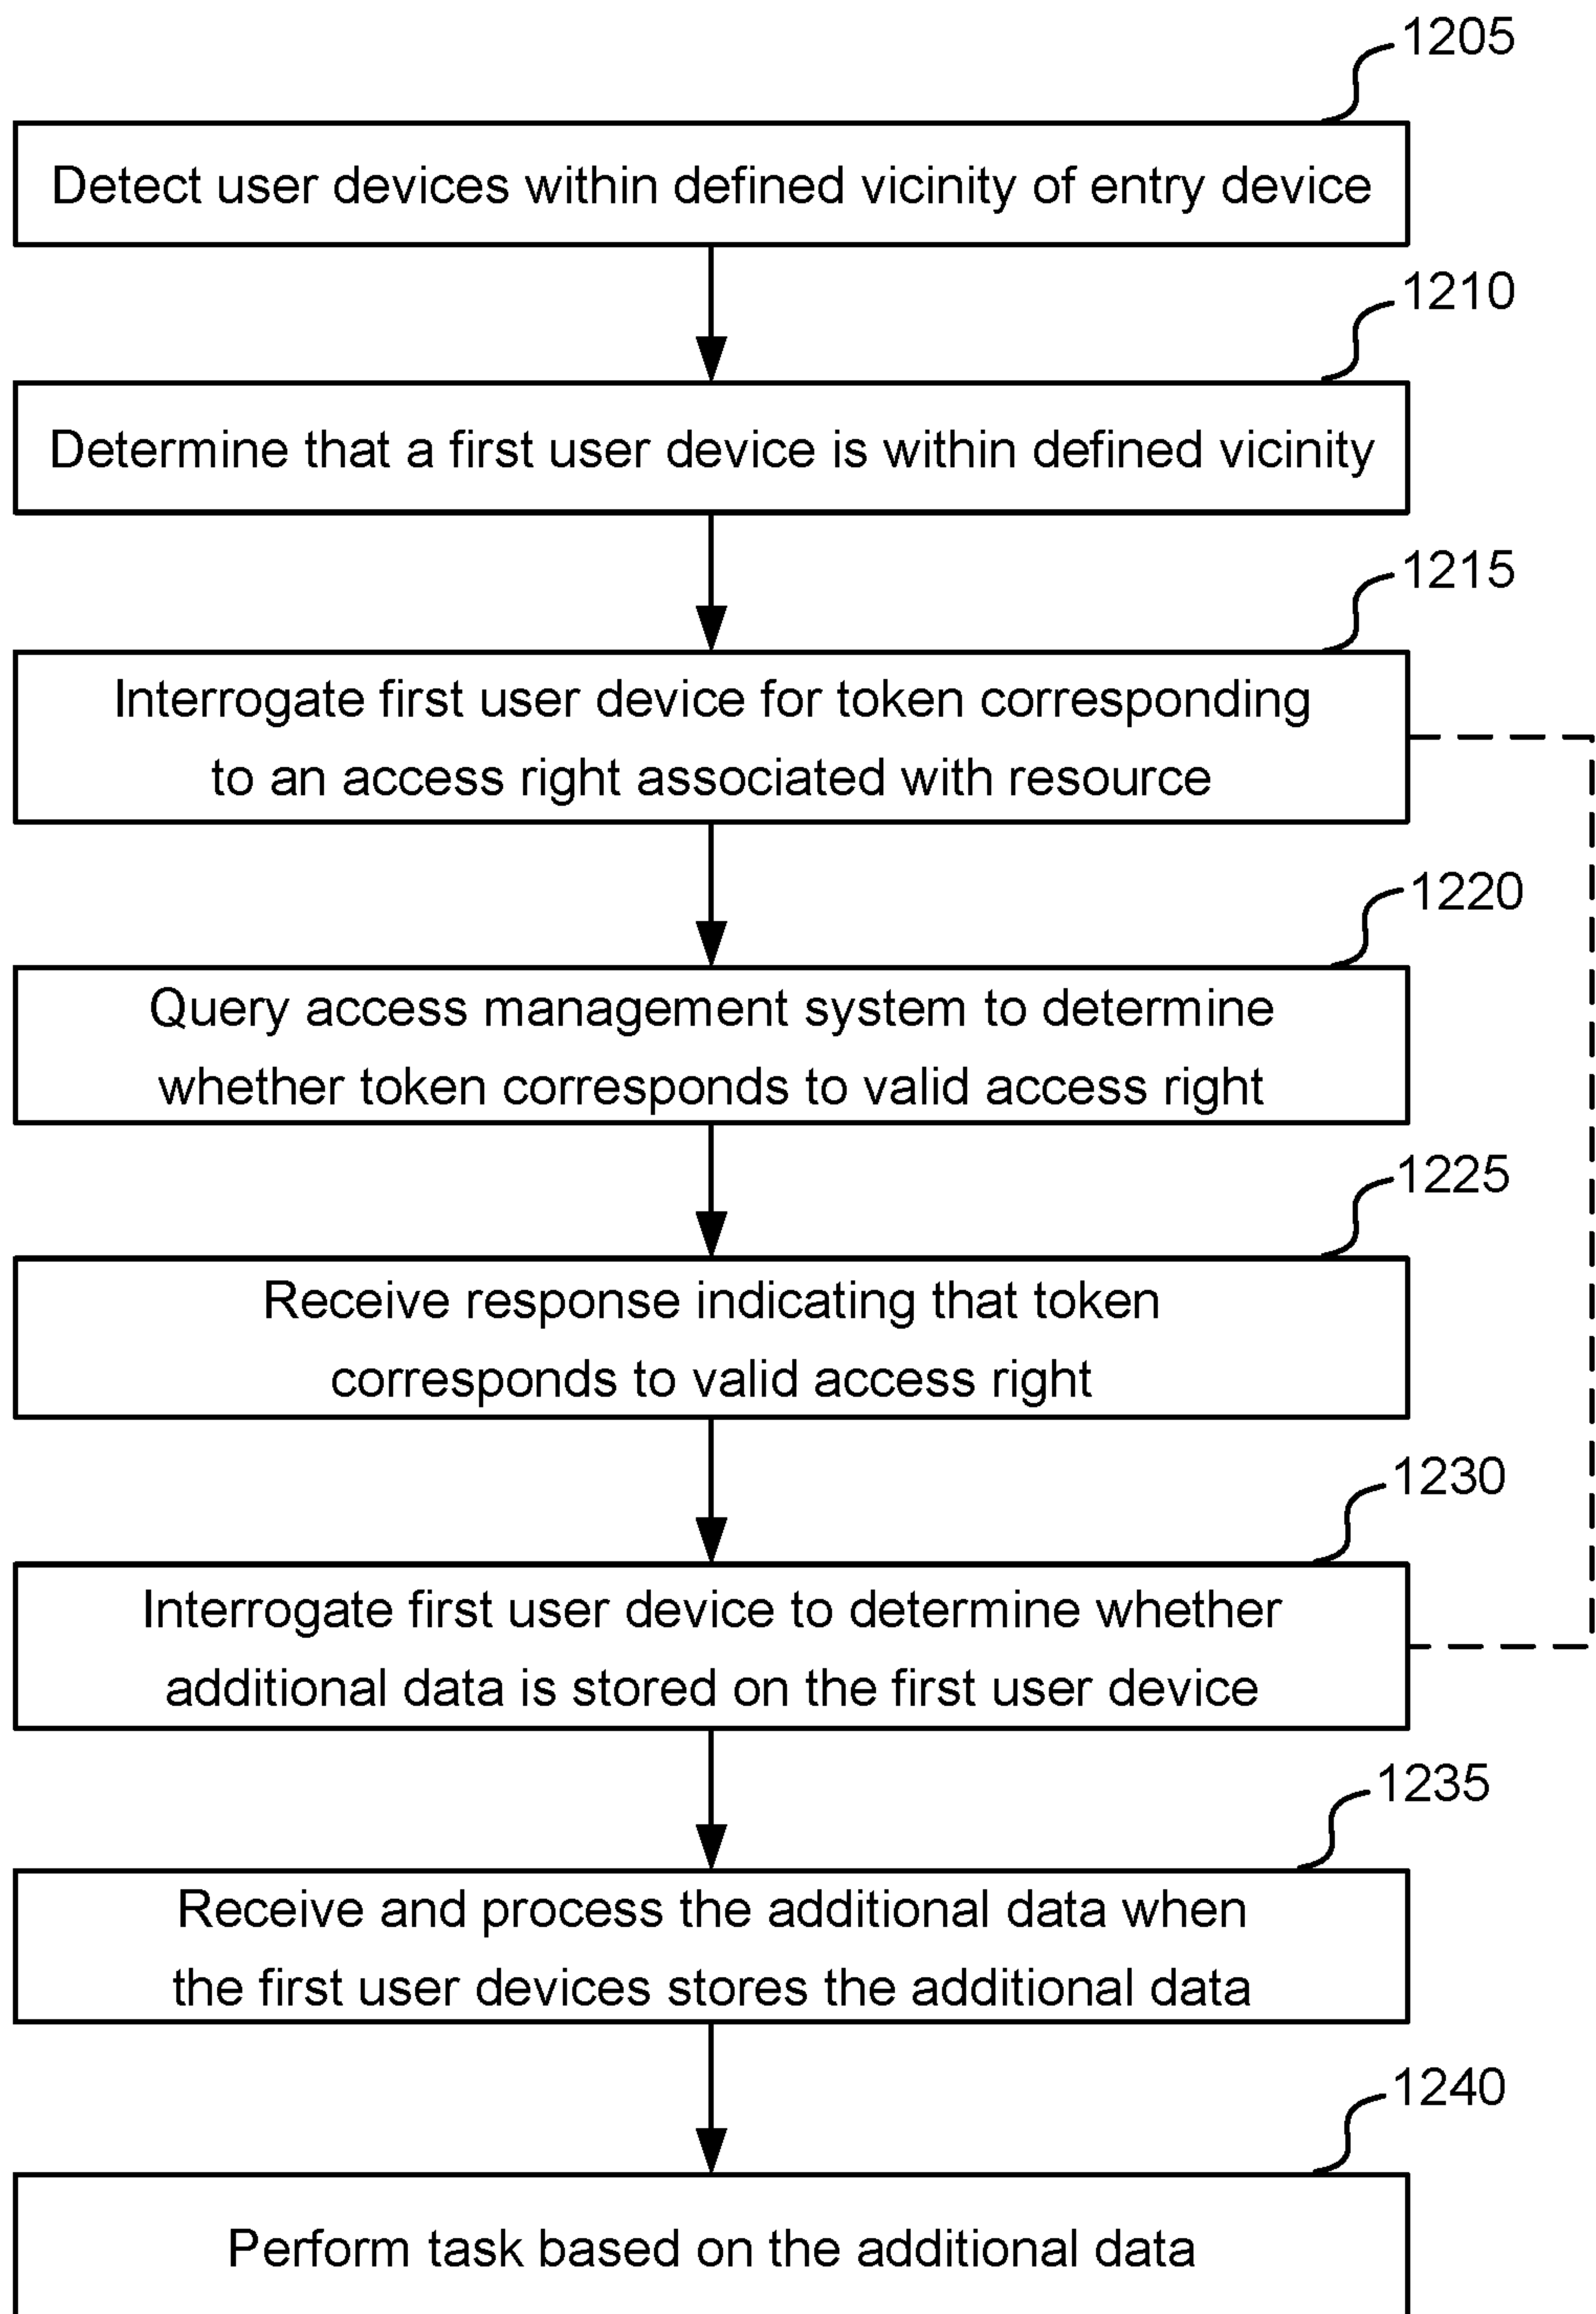 1205
Detect user devices within defined vicinity of entry device
1210
Determine that a first user device is within defined vicinity
1215
Interrogate first user device for token corresponding
to an access right associated with resource
1220
Query access management system to determine
whether token corresponds to valid access right
1225
Receive response indicating that token
corresponds to valid access right
1230
Interrogate first user device to determine whether
additional data is stored on the first user device
1235
Receive and process the additional data when
the first user devices stores the additional data
1240
Perform task based on the additional data